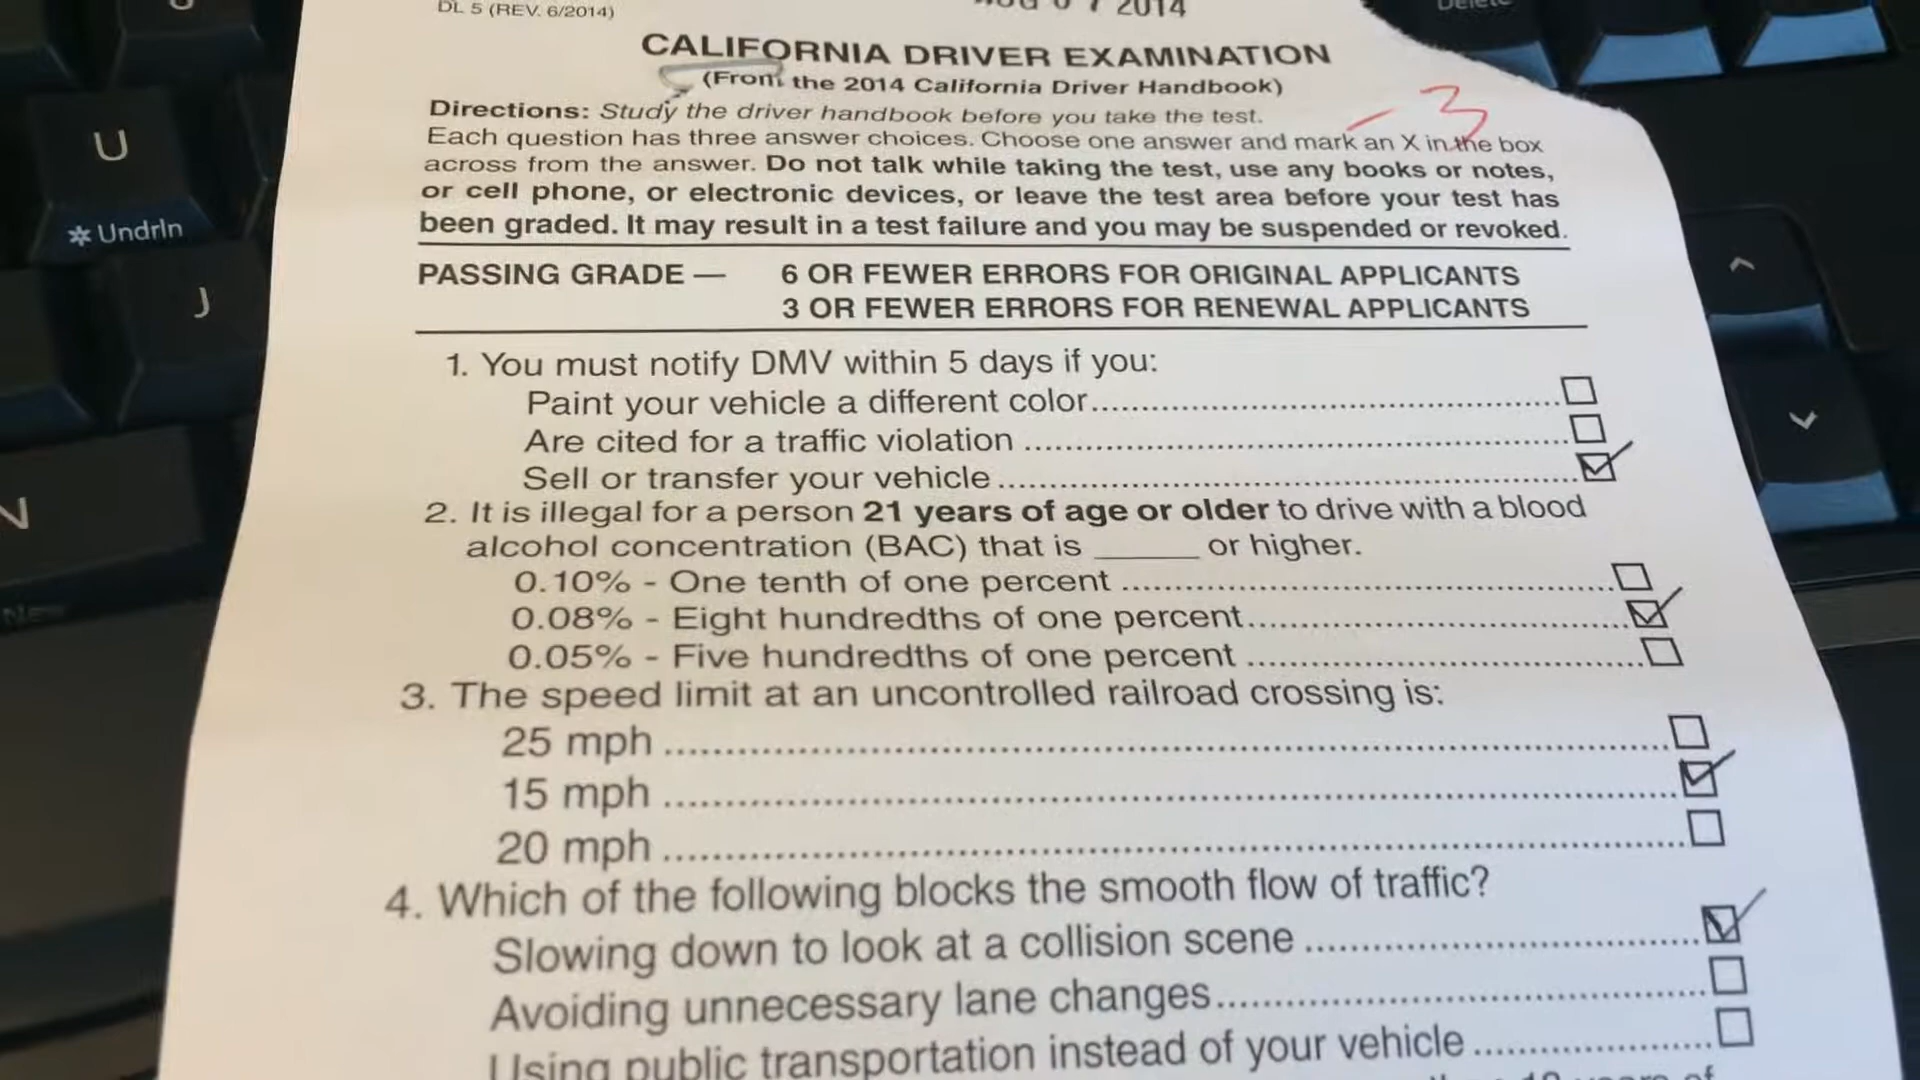 DL 5 (REV. 6/2014)
2014
CALIFORNIA DRIVER EXAMINATION
(From the 2014 California Driver Handbook)
- 3
Directions: Study the driver handbook before you take the test.
Each question has three answer choices. Choose one answer and mark an X in the box
across from the answer. Do not talk while taking the test, use any books or notes,
or cell phone, or electronic devices, or leave the test area before your test has
been graded. It may result in a test failure and you may be suspended or revoked.
PASSING GRADE — 6 OR FEWER ERRORS FOR ORIGINAL APPLICANTS
3 OR FEWER ERRORS FOR RENEWAL APPLICANTS
1. You must notify DMV within 5 days if you:
Paint your vehicle a different color
Are cited for a traffic violation
Sell or transfer your vehicle
2. It is illegal for a person 21 years of age or older to drive with a blood
alcohol concentration (BAC) that is ______ or higher.
0.10% - One tenth of one percent
0.08% - Eight hundredths of one percent
0.05% - Five hundredths of one percent
3. The speed limit at an uncontrolled railroad crossing is:
25 mph
15 mph
20 mph
4. Which of the following blocks the smooth flow of traffic?
Slowing down to look at a collision scene
Avoiding unnecessary lane changes
Using public transportation instead of your vehicle
U
Undrln
J
N
New
Delete